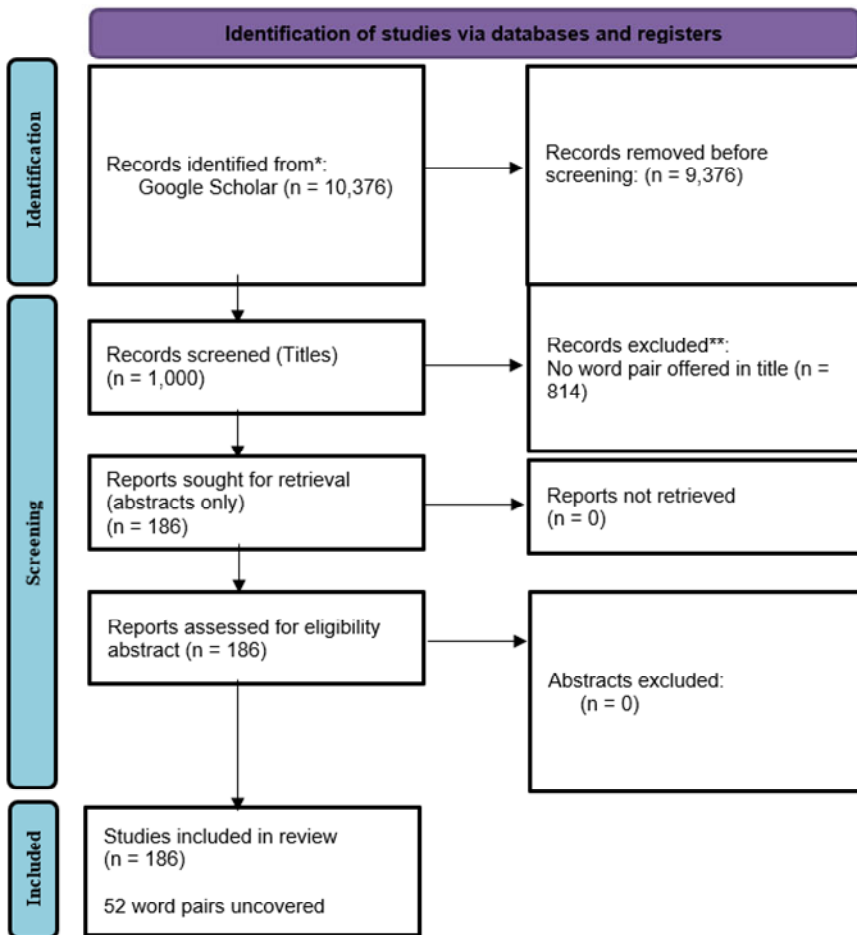 Identification of studies via databases and registers
Identification
Records identified from*:
Google Scholar (n = 10,376)
Records removed before
screening: (n = 9,376)
Screening
Records screened (Titles)
(n = 1,000)
Records excluded**:
No word pair offered in title (n =
814)
Reports sought for retrieval
(abstracts only)
(n = 186)
Reports not retrieved
(n = 0)
Reports assessed for eligibility
abstract (n = 186)
Abstracts excluded:
(n = 0)
Included
Studies included in review
(n = 186)
52 word pairs uncovered